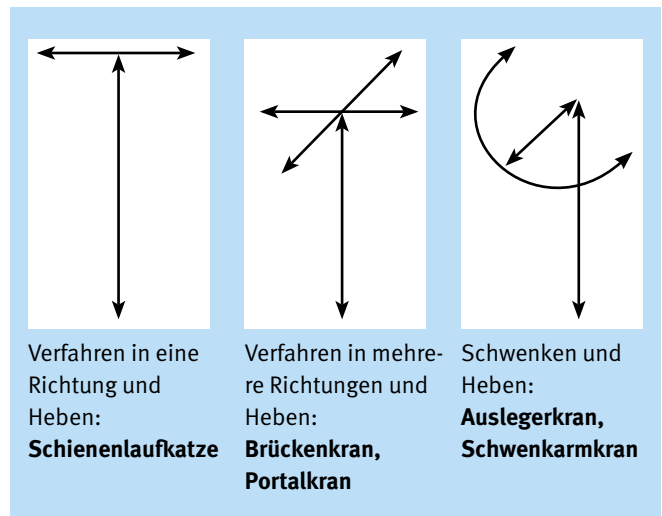 Verfahren in eine
Richtung und
Heben:
Schienenlaufkatze
Verfahren in mehre-
re Richtungen und
Heben:
Brückenkran,
Portalkran
Schwenken und
Heben:
Auslegerkran,
Schwenkarmkran